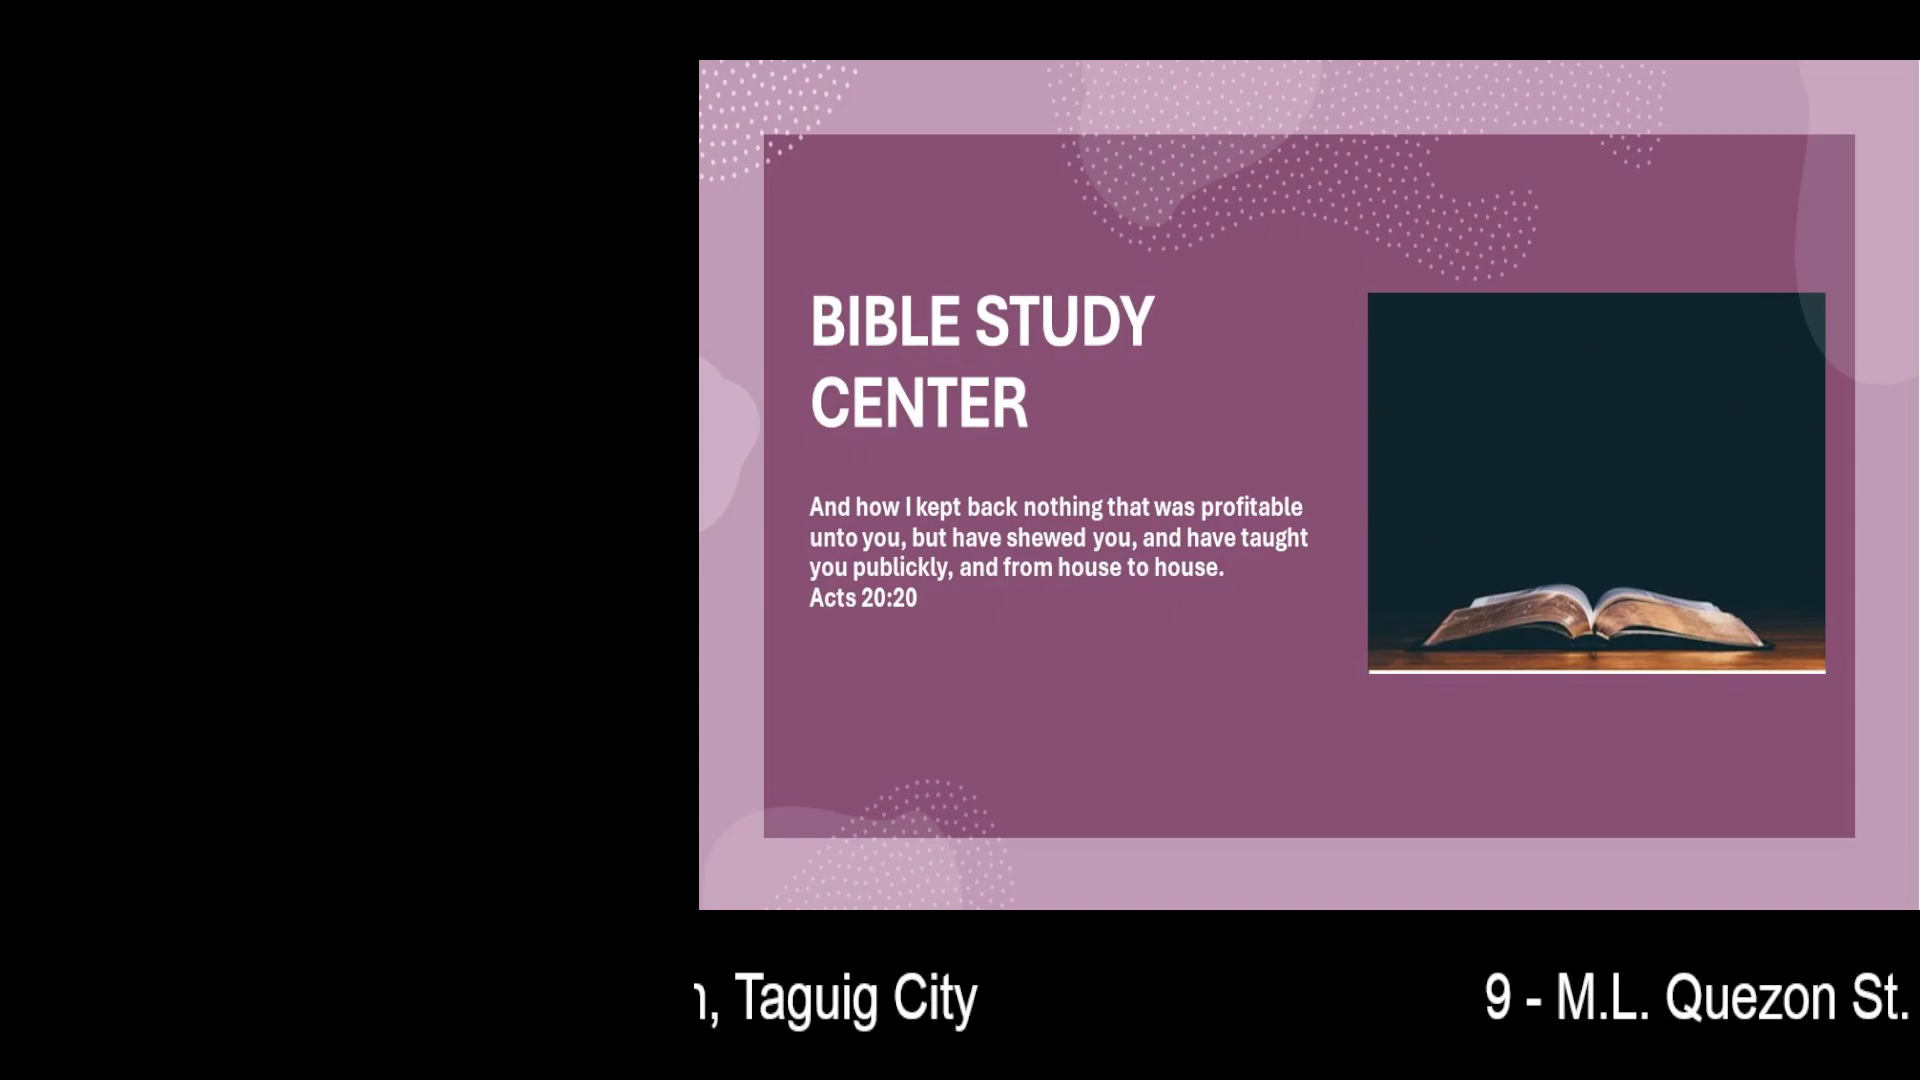 BIBLE STUDY
CENTER
And how I kept back nothing that was profitable
unto you, but have shewed you, and have taught
you publickly, and from house to house.
Acts 20:20
, Taguig City
9 - M.L. Quezon St.